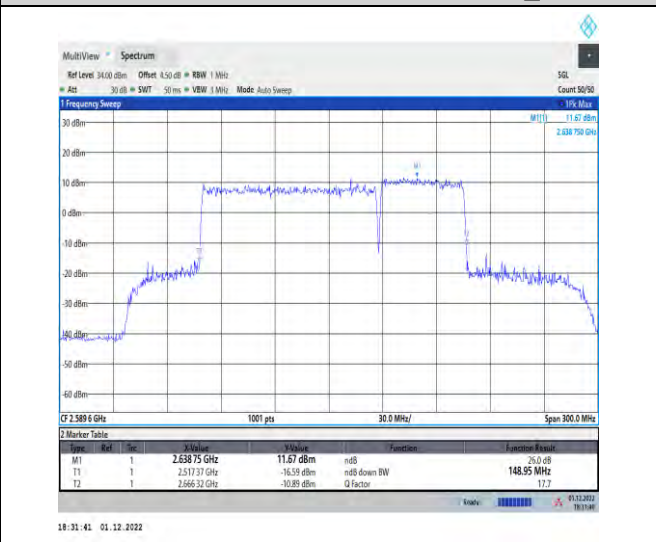 MultiView Spectrum
Ref Level 34.00 dBm Offset 4.50 dB RBW 1 MHz SGL
Att 30 dB SWT 50 ms VBW 3 MHz Mode Auto Sweep Count 50/50
1 Frequency Sweep 1Pk Max
30 dBm M1[1] 11.67 dBm
2.638 750 GHz
20 dBm
M1
10 dBm
0 dBm
-10 dBm
-20 dBm
-30 dBm
-40 dBm
-50 dBm
-60 dBm
CF 2.589 6 GHz 1001 pts 30.0 MHz/ Span 300.0 MHz
2 Marker Table
Type Ref Trc X-Value Y-Value Function Function Result
M1 1 2.638 75 GHz 11.67 dBm ndB 26.0 dB
T1 1 2.517 37 GHz -16.59 dBm ndB down BW 148.95 MHz
T2 1 2.666 32 GHz -10.89 dBm Q Factor 17.7
Ready 01.12.2022
18:31:41 01.12.2022